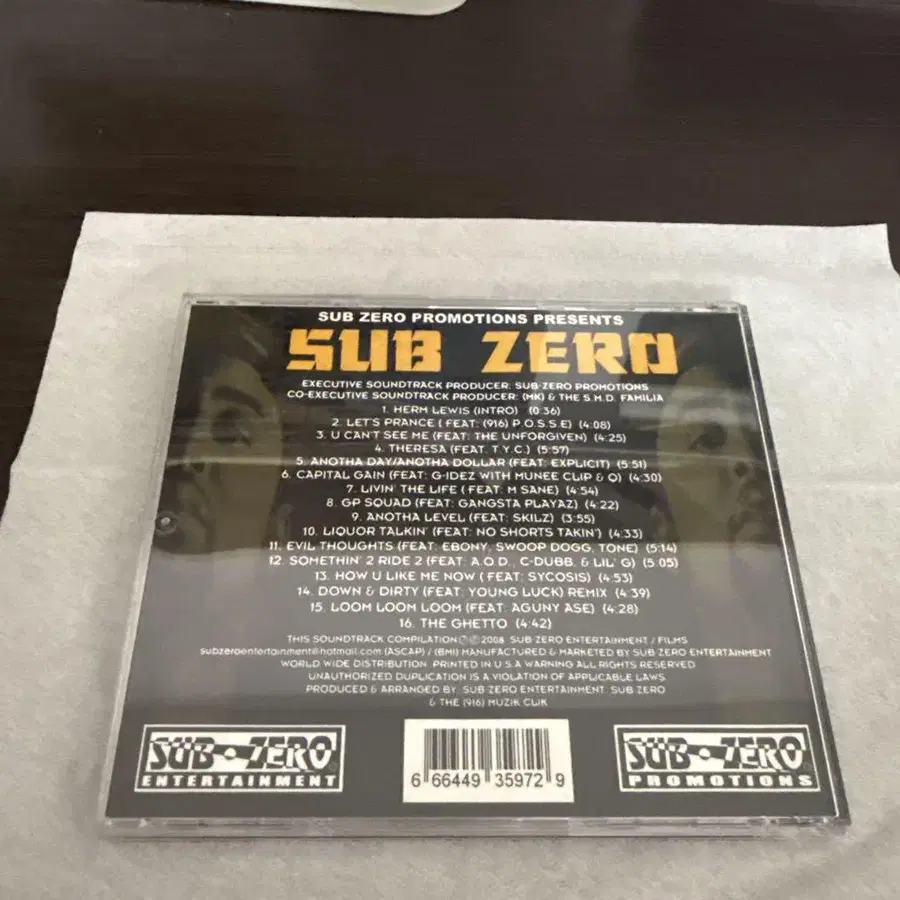 SUB ZERO PROMOTIONS PRESENTS
SUB ZERO
EXECUTIVE SOUNDTRACK PRODUCER: SUB-ZERO PROMOTIONS
CO-EXECUTIVE SOUNDTRACK PRODUCER: (MK) & THE S.M.D. FAMILIA
1. HERM LEWIS (INTRO) (0:36)
2. LET'S PRANCE ( FEAT: (916) P.O.S.S.E) (4:08)
3. U CAN'T SEE ME (FEAT: THE UNFORGIVEN) (4:25)
4. THERESA (FEAT. T.Y.C.) (5:57)
5. ANOTHA DAY/ANOTHA DOLLAR (FEAT: EXPLICIT) (5:51)
6. CAPITAL GAIN (FEAT: G-IDEZ WITH MUNEE CLIP & Q) (4:30)
7. LIVIN' THE LIFE ( FEAT: M SANE) (4:54)
8. GP SQUAD (FEAT: GANGSTA PLAYAZ) (4:22)
9. ANOTHA LEVEL (FEAT: SKILZ) (3:55)
10. LIQUOR TALKIN' (FEAT: NO SHORTS TAKIN') (4:33)
11. EVIL THOUGHTS (FEAT: EBONY, SWOOP DOGG, TONE) (5:14)
12. SOMETHIN' 2 RIDE 2 (FEAT: A.O.D., C-DUBB, & LIL' G) (5:05)
13. HOW U LIKE ME NOW ( FEAT: SYCOSIS) (4:53)
14. DOWN & DIRTY (FEAT: YOUNG LUCK) REMIX (4:39)
15. LOOM LOOM LOOM (FEAT: AGUNY ASE) (4:28)
16. THE GHETTO (4:42)
THIS SOUNDTRACK COMPILATION ©℗ 2008 SUB ZERO ENTERTAINMENT / FILMS
subzeroentertainment@hotmail.com (ASCAP) / (BMI) MANUFACTURED & MARKETED BY SUB ZERO ENTERTAINMENT
WORLD WIDE DISTRIBUTION. PRINTED IN U.S.A WARNING ALL RIGHTS RESERVED
UNAUTHORIZED DUPLICATION IS A VIOLATION OF APPLICABLE LAWS.
PRODUCED & ARRANGED BY: SUB ZERO ENTERTAINMENT, SUB ZERO
& THE (916) MUZIK CLIK
SUB-ZERO
ENTERTAINMENT
6 66449 35972 9
SUB-ZERO
PROMOTIONS